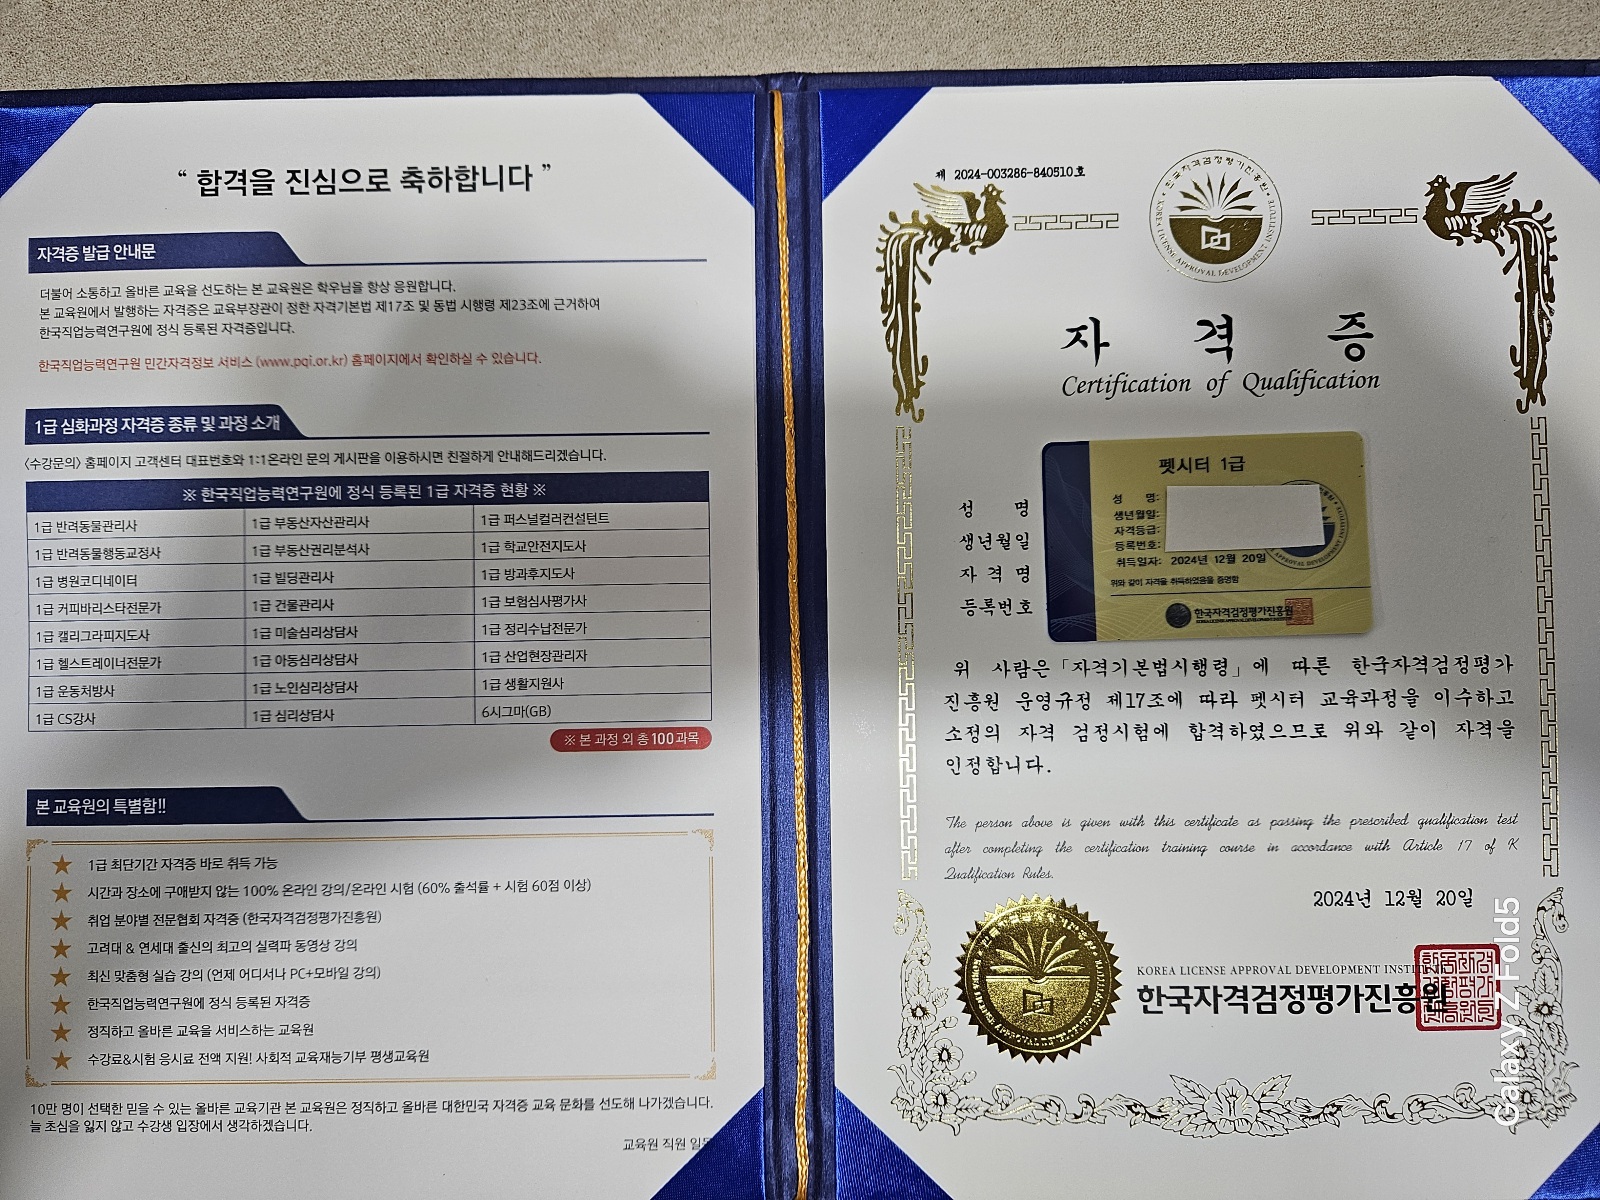 “ 합격을 진심으로 축하합니다 ”
자격증 발급 안내문
더불어 소통하고 올바른 교육을 선도하는 본 교육원은 학우님을 항상 응원합니다.
본 교육원에서 발행하는 자격증은 교육부장관이 정한 자격기본법 제17조 및 동법 시행령 제23조에 근거하여
한국직업능력연구원에 정식 등록된 자격증입니다.
한국직업능력연구원 민간자격정보 서비스 (www.pqi.or.kr) 홈페이지에서 확인하실 수 있습니다.
1급 심화과정 자격증 종류 및 과정 소개
<수강문의> 홈페이지 고객센터 대표번호와 1:1온라인 문의 게시판을 이용하시면 친절하게 안내해드리겠습니다.
※ 한국직업능력연구원에 정식 등록된 1급 자격증 현황 ※
1급 반려동물관리사 1급 부동산자산관리사 1급 퍼스널컬러컨설턴트
1급 반려동물행동교정사 1급 부동산권리분석사 1급 학교안전지도사
1급 병원코디네이터 1급 빌딩관리사 1급 방과후지도사
1급 커피바리스타전문가 1급 건물관리사 1급 보험심사평가사
1급 캘리그라피지도사 1급 미술심리상담사 1급 정리수납전문가
1급 헬스트레이너전문가 1급 아동심리상담사 1급 산업현장관리자
1급 운동처방사 1급 노인심리상담사 1급 생활지원사
1급 CS강사 1급 심리상담사 6시그마(GB)
※ 본 과정 외 총 100과목
본 교육원의 특별함!!
★ 1급 최단기간 자격증 바로 취득 가능
★ 시간과 장소에 구애받지 않는 100% 온라인 강의/온라인 시험 (60% 출석률 + 시험 60점 이상)
★ 취업 분야별 전문협회 자격증 (한국자격검정평가진흥원)
★ 고려대 & 연세대 출신의 최고의 실력파 동영상 강의
★ 최신 맞춤형 실습 강의 (언제 어디서나 PC+모바일 강의)
★ 한국직업능력연구원에 정식 등록된 자격증
★ 정직하고 올바른 교육을 서비스하는 교육원
★ 수강료&시험 응시료 전액 지원! 사회적 교육재능기부 평생교육원
10만 명이 선택한 믿을 수 있는 올바른 교육기관 본 교육원은 정직하고 올바른 대한민국 자격증 교육 문화를 선도해 나가겠습니다.
늘 초심을 잃지 않고 수강생 입장에서 생각하겠습니다.
교육원 직원 일동
제 2024-003286-840510호
한국자격검정평가진흥원
KOREA LICENSE APPROVAL DEVELOPMENT INSTITUTE
자 격 증
Certification of Qualification
성 명
생년월일
자 격 명
등록번호
펫시터 1급
성 명:
생년월일:
자격등급:
등록번호:
취득일자: 2024년 12월 20일
위와 같이 자격을 취득하였음을 증명함
한국자격검정평가진흥원
KOREA LICENSE APPROVAL DEVELOPMENT INSTITUTE
위 사람은 「자격기본법시행령」에 따른 한국자격검정평가
진흥원 운영규정 제17조에 따라 펫시터 교육과정을 이수하고
소정의 자격 검정시험에 합격하였으므로 위와 같이 자격을
인정합니다.
The person above is given with this certificate as passing the prescribed qualification test
after completing the certification training course in accordance with Article 17 of K
Qualification Rules.
2024년 12월 20일
KOREA LICENSE APPROVAL DEVELOPMENT INSTITUTE
한국자격검정평가진흥원
Galaxy Z Fold5